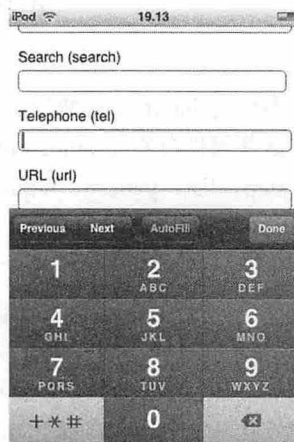 iPod 19.13
Search (search)
Telephone (tel)
URL (url)
Previous Next AutoFill Done
1 2 3
ABC DEF
4 5 6
GHI JKL MNO
7 8 9
PQRS TUV WXYZ
+*# 0